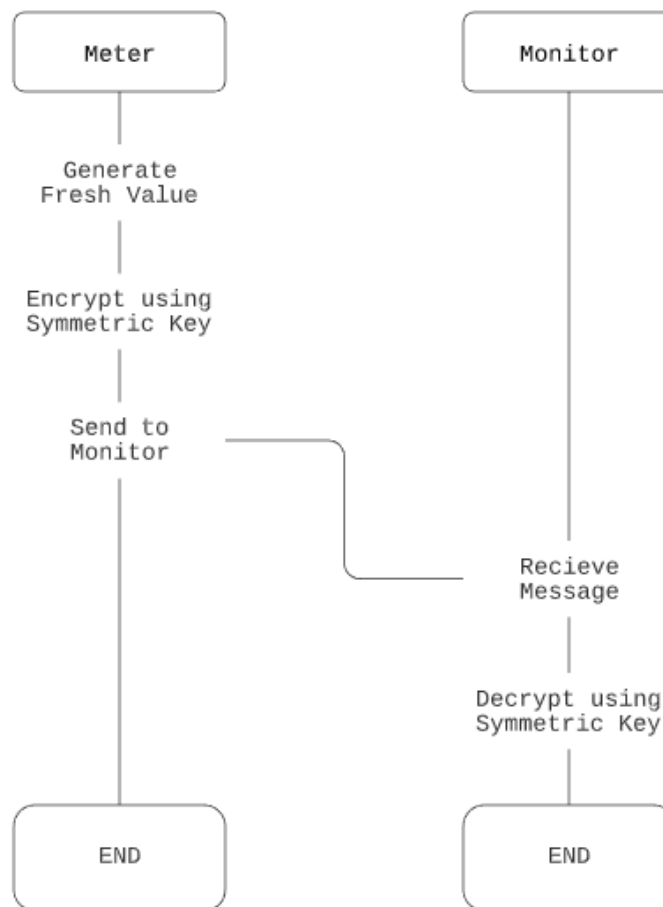 Meter
Monitor
Generate
Fresh Value
Encrypt using
Symmetric Key
Send to
Monitor
Recieve
Message
Decrypt using
Symmetric Key
END
END